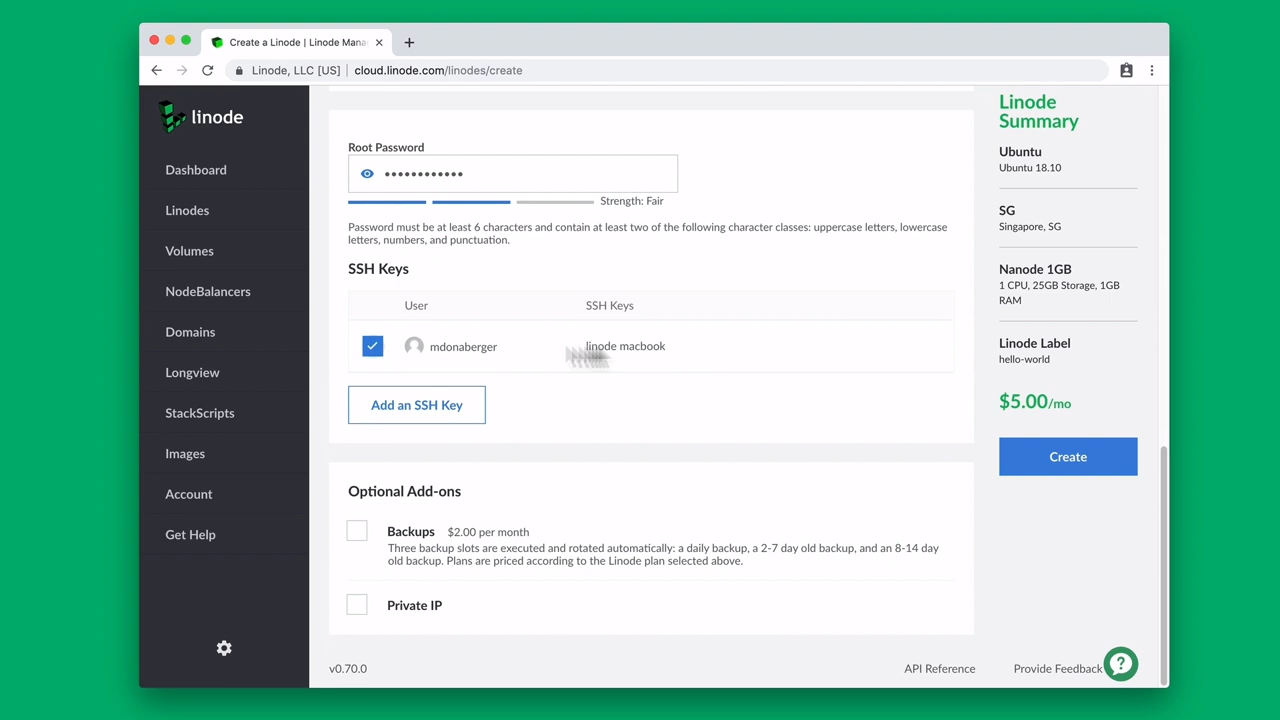 Create a Linode | Linode Mana
Linode, LLC [US] | cloud.linode.com/linodes/create
linode
Dashboard
Linodes
Volumes
NodeBalancers
Domains
Longview
StackScripts
Images
Account
Get Help
Root Password
••••••••••••
Strength: Fair
Password must be at least 6 characters and contain at least two of the following character classes: uppercase letters, lowercase
letters, numbers, and punctuation.
SSH Keys
User SSH Keys
mdonaberger linode macbook
Add an SSH Key
Optional Add-ons
Backups $2.00 per month
Three backup slots are executed and rotated automatically: a daily backup, a 2-7 day old backup, and an 8-14 day
old backup. Plans are priced according to the Linode plan selected above.
Private IP
v0.70.0
API Reference
Provide Feedback
Linode
Summary
Ubuntu
Ubuntu 18.10
SG
Singapore, SG
Nanode 1GB
1 CPU, 25GB Storage, 1GB
RAM
Linode Label
hello-world
$5.00/mo
Create